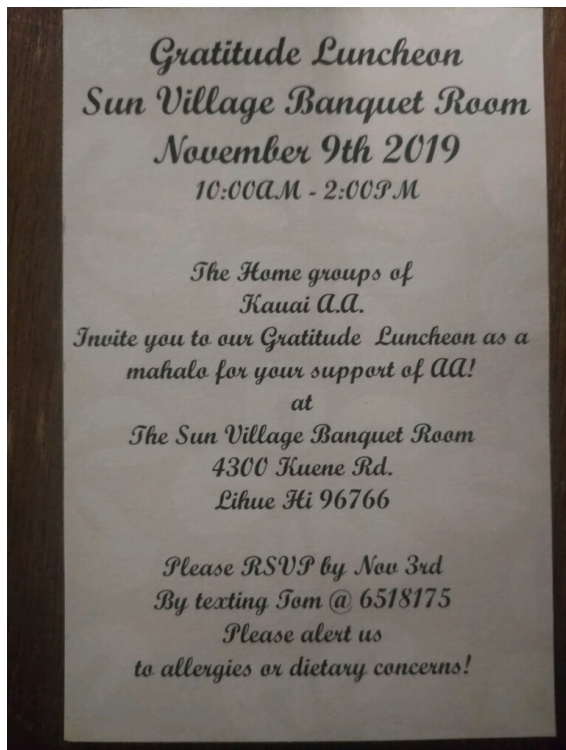 Gratitude Luncheon
Sun Village Banquet Room
November 9th 2019
10:00AM - 2:00PM
The Home groups of
Kauai A.A.
Invite you to our Gratitude Luncheon as a
mahalo for your support of AA!
at
The Sun Village Banquet Room
4300 Kuene Rd.
Lihue Hi 96766
Please RSVP by Nov 3rd
By texting Tom @ 6518175
Please alert us
to allergies or dietary concerns!